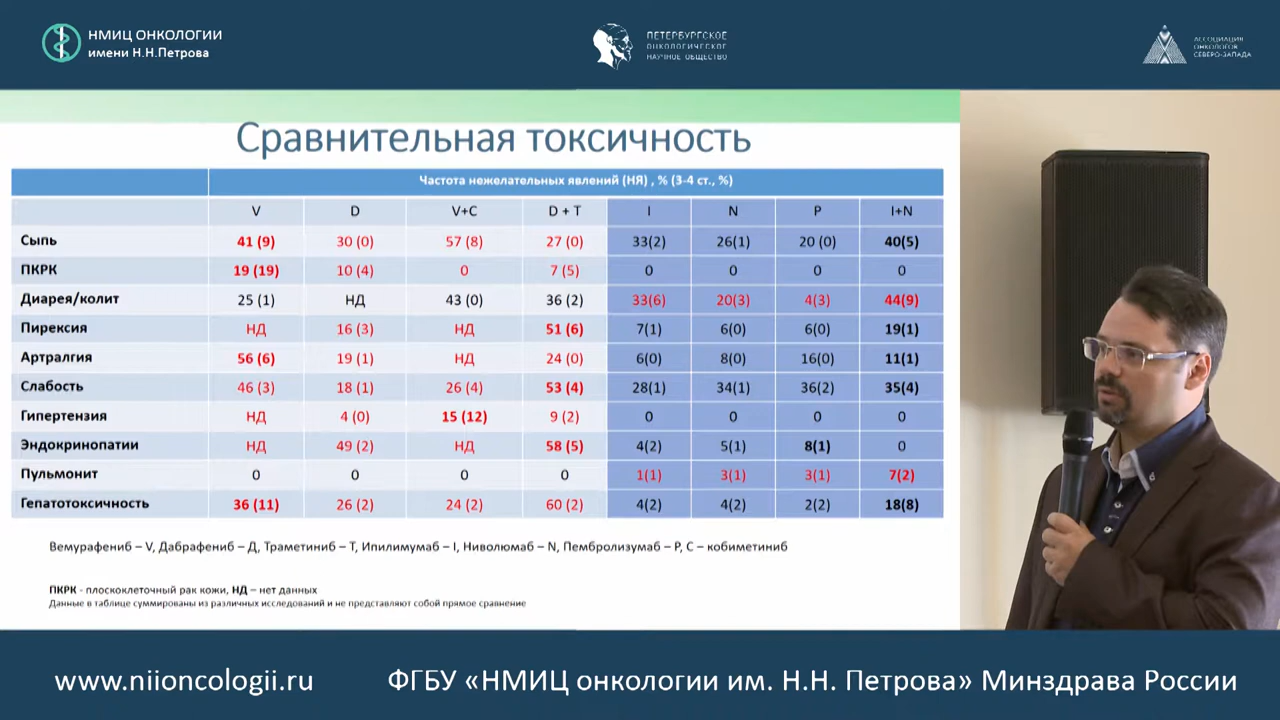 НМИЦ ОНКОЛОГИИ
имени Н.Н.Петрова
ПЕТЕРБУРГСКОЕ
ОНКОЛОГИЧЕСКОЕ
НАУЧНОЕ ОБЩЕСТВО
АССОЦИАЦИЯ
ОНКОЛОГОВ
СЕВЕРО-ЗАПАДА
Сравнительная токсичность
Частота нежелательных явлений (НЯ) , % (3-4 ст., %)
V D V+C D + T I N P I+N
Сыпь 41 (9) 30 (0) 57 (8) 27 (0) 33(2) 26(1) 20 (0) 40(5)
ПКРК 19 (19) 10 (4) 0 7 (5) 0 0 0 0
Диарея/колит 25 (1) НД 43 (0) 36 (2) 33(6) 20(3) 4(3) 44(9)
Пирексия НД 16 (3) НД 51 (6) 7(1) 6(0) 6(0) 19(1)
Артралгия 56 (6) 19 (1) НД 24 (0) 6(0) 8(0) 16(0) 11(1)
Слабость 46 (3) 18 (1) 26 (4) 53 (4) 28(1) 34(1) 36(2) 35(4)
Гипертензия НД 4 (0) 15 (12) 9 (2) 0 0 0 0
Эндокринопатии НД 49 (2) НД 58 (5) 4(2) 5(1) 8(1) 0
Пульмонит 0 0 0 0 1(1) 3(1) 3(1) 7(2)
Гепатотоксичность 36 (11) 26 (2) 24 (2) 60 (2) 4(2) 4(2) 2(2) 18(8)
Вемурафениб – V, Дабрафениб – Д, Траметиниб – Т, Ипилимумаб – I, Ниволюмаб – N, Пембролизумаб – P, С – кобиметиниб
ПКРК - плоскоклеточный рак кожи, НД – нет данных
Данные в таблице суммированы из различных исследований и не представляют собой прямое сравнение
www.niioncologii.ru ФГБУ «НМИЦ онкологии им. Н.Н. Петрова» Минздрава России